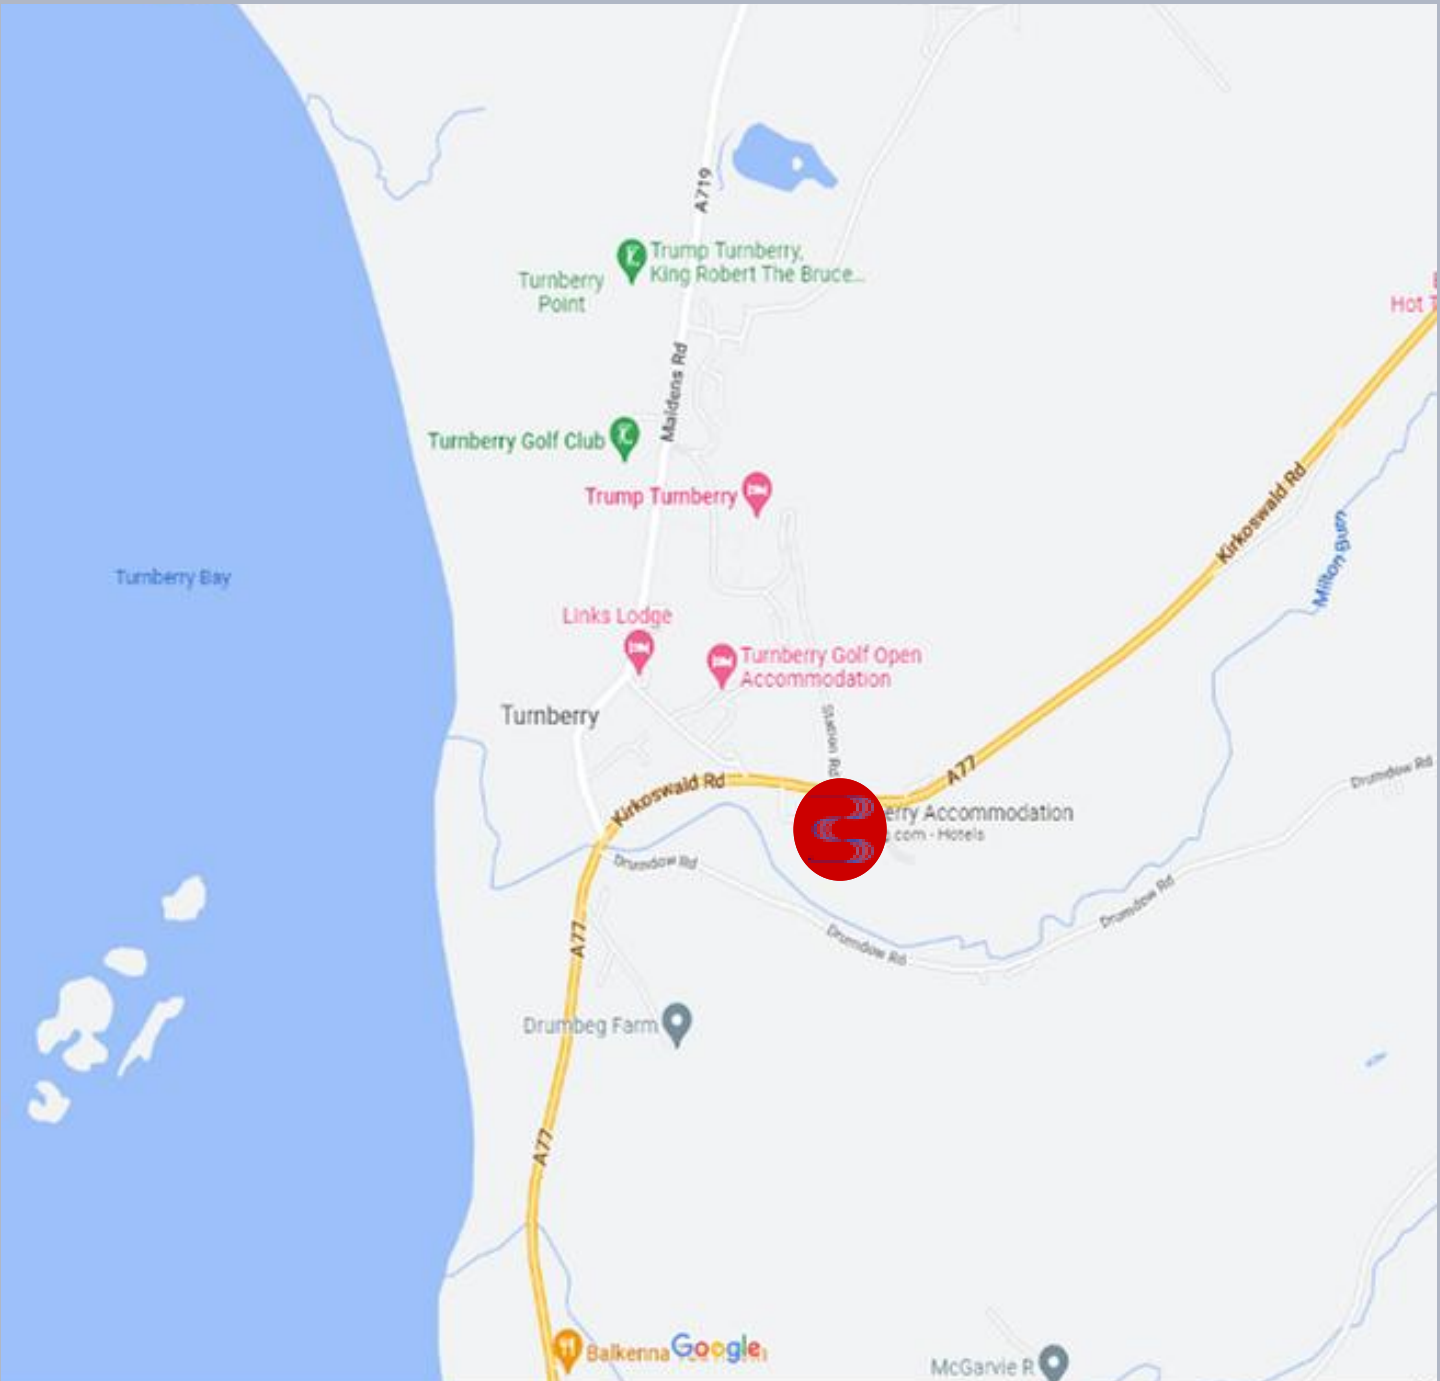 A719
Trump Turnberry,
King Robert The Bruce...
Turnberry
Point
Hot
Maidens Rd
Turnberry Golf Club
Trump Turnberry
Kirkoswald Rd
Milton Burn
Turnberry Bay
Links Lodge
Turnberry Golf Open
Accommodation
Turnberry
Station Rd
A77
Kirkoswald Rd
Drumdow Rd
erry Accommodation
com - Hotels
Drumdow Rd
Drumdow Rd
Drumdow Rd
A77
Drumbeg Farm
A77
Balkenna
Google
McGarvie R